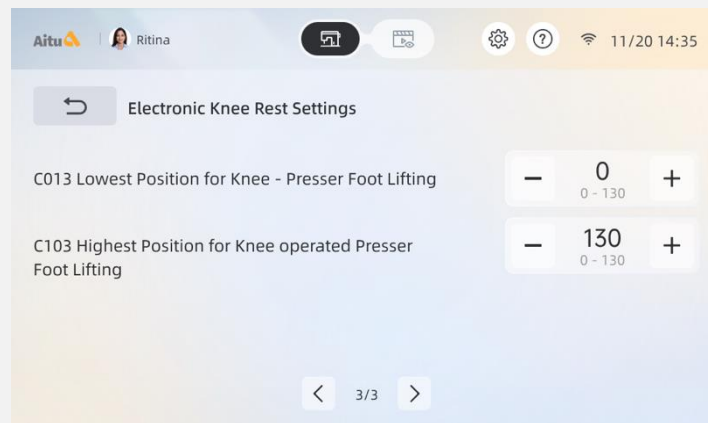 Aitu
Ritina
11/20 14:35
Electronic Knee Rest Settings
C013 Lowest Position for Knee - Presser Foot Lifting
0
0 - 130
C103 Highest Position for Knee operated Presser
Foot Lifting
130
0 - 130
3/3